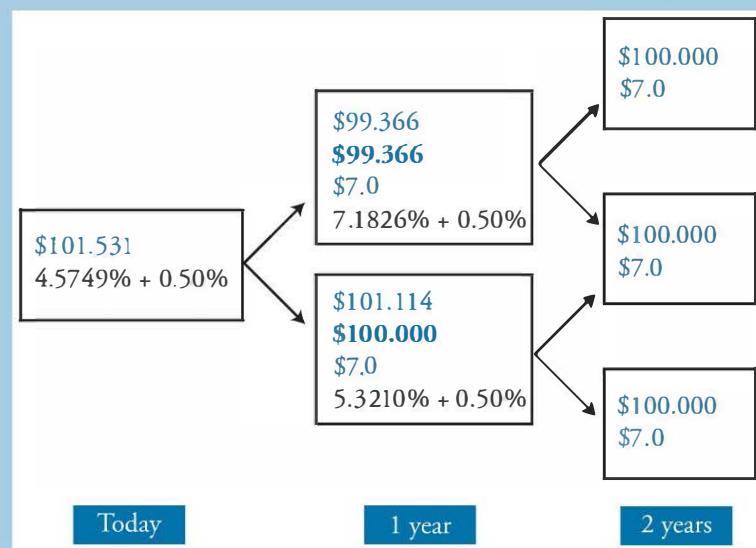 $101.531
4.5749% + 0.50%
$99.366
$99.366
$7.0
7.1826% + 0.50%
$101.114
$100.000
$7.0
5.3210% + 0.50%
$100.000
$7.0
$100.000
$7.0
$100.000
$7.0
Today
1 year
2 years